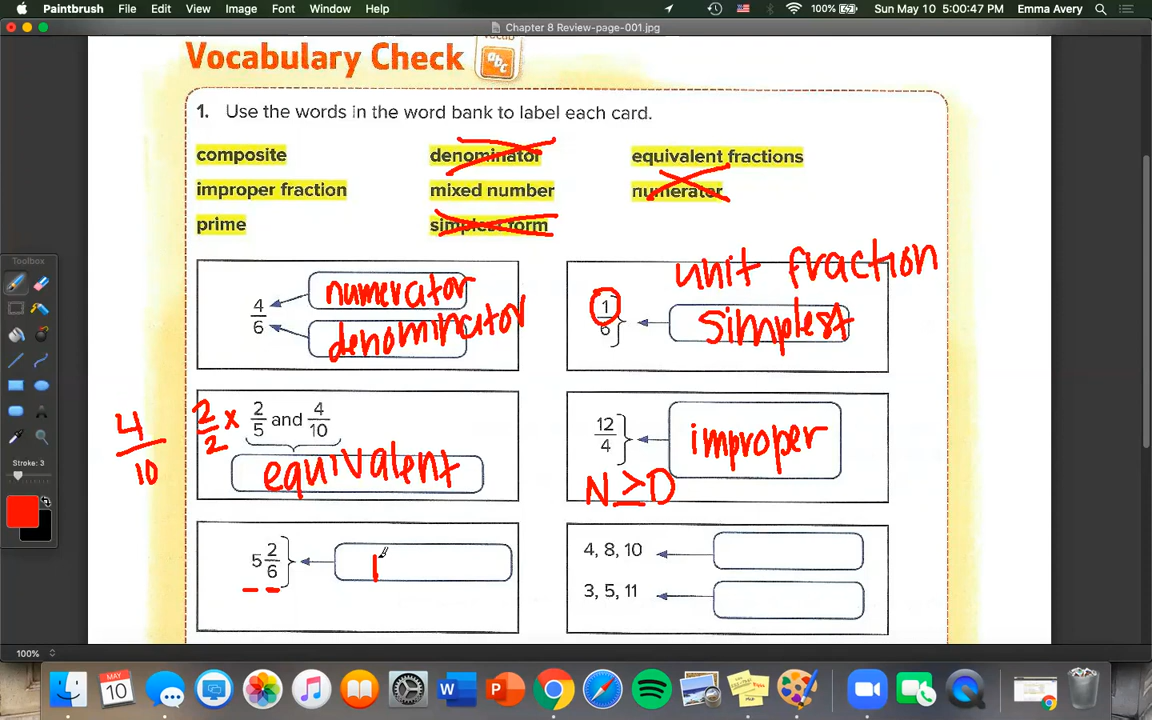 Paintbrush File Edit View Image Font Window Help 100% Sun May 10 5:00:47 PM Emma Avery
Chapter 8 Review-page-001.jpg
Vocabulary Check
vocab
abc
1. Use the words in the word bank to label each card.
composite denominator equivalent fractions
improper fraction mixed number numerator
prime simplest form
Toolbox
Stroke: 3
4/6
numerator
denominator
unit fraction
1/6
simplest
4/10
2/2 x 2/5 and 4/10
equivalent
12/4
improper
N ≥ D
5 2/6
4, 8, 10
3, 5, 11
100%
MAY 10